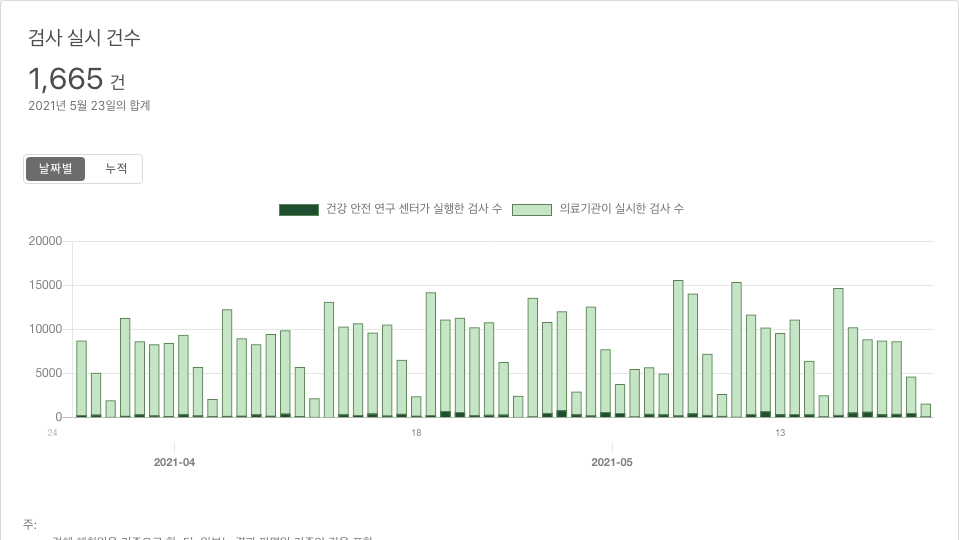 검사 실시 건수
1,665 건
2021년 5월 23일의 합계
날짜별 누적
건강 안전 연구 센터가 실행한 검사 수 의료기관이 실시한 검사 수
20000
15000
10000
5000
0
24 18 13
2021-04 2021-05
주: